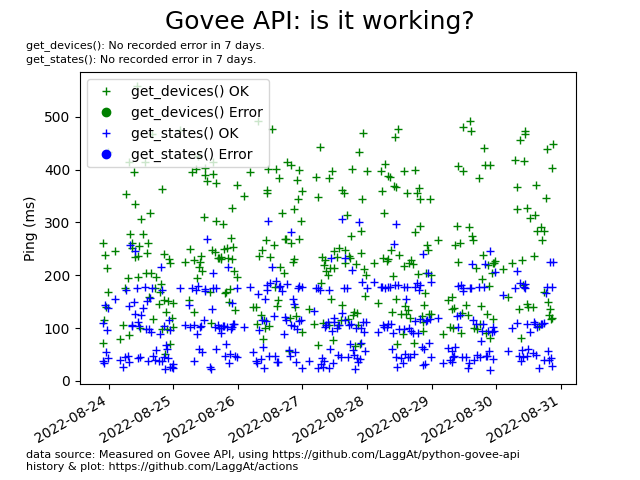 Govee API: is it working?
get_devices(): No recorded error in 7 days.
get_states(): No recorded error in 7 days.
get_devices() OK
get_devices() Error
get_states() OK
get_states() Error
500
400
300
200
100
0
Ping (ms)
2022-08-24
2022-08-25
2022-08-26
2022-08-27
2022-08-28
2022-08-29
2022-08-30
2022-08-31
data source: Measured on Govee API, using https://github.com/LaggAt/python-govee-api
history & plot: https://github.com/LaggAt/actions